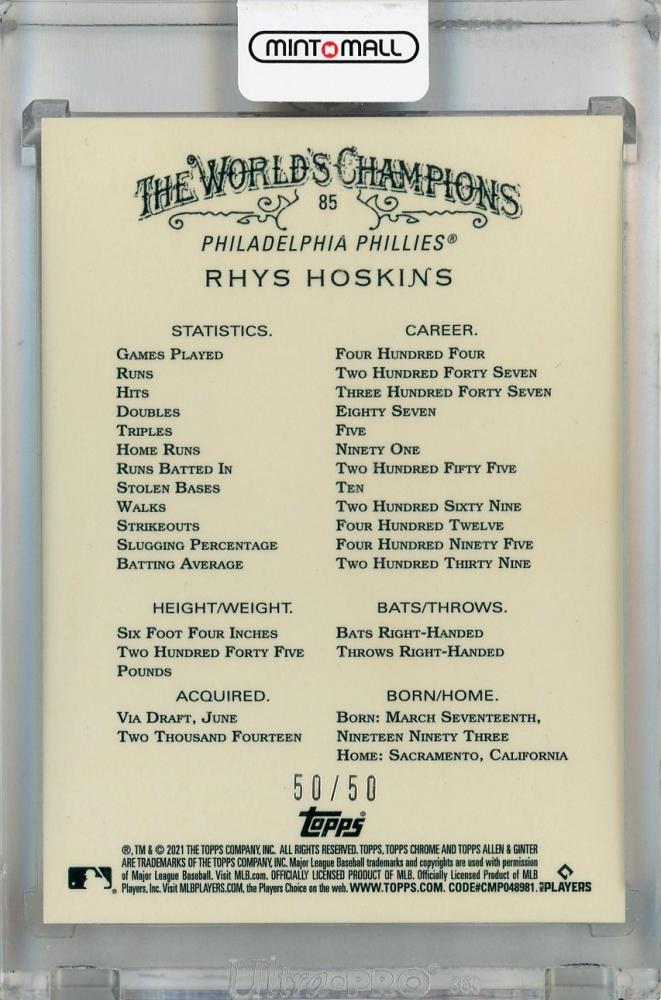 MINTOMALL
THE WORLD'S CHAMPIONS
85
PHILADELPHIA PHILLIES®
RHYS HOSKINS
STATISTICS. CAREER.
GAMES PLAYED FOUR HUNDRED FOUR
RUNS TWO HUNDRED FORTY SEVEN
HITS THREE HUNDRED FORTY SEVEN
DOUBLES EIGHTY SEVEN
TRIPLES FIVE
HOME RUNS NINETY ONE
RUNS BATTED IN TWO HUNDRED FIFTY FIVE
STOLEN BASES TEN
WALKS TWO HUNDRED SIXTY NINE
STRIKEOUTS FOUR HUNDRED TWELVE
SLUGGING PERCENTAGE FOUR HUNDRED NINETY FIVE
BATTING AVERAGE TWO HUNDRED THIRTY NINE
HEIGHT/WEIGHT. BATS/THROWS.
SIX FOOT FOUR INCHES BATS RIGHT-HANDED
TWO HUNDRED FORTY FIVE THROWS RIGHT-HANDED
POUNDS
ACQUIRED. BORN/HOME.
VIA DRAFT, JUNE BORN: MARCH SEVENTEENTH,
TWO THOUSAND FOURTEEN NINETEEN NINETY THREE
HOME: SACRAMENTO, CALIFORNIA
50/50
Topps®
®, TM & © 2021 THE TOPPS COMPANY, INC. ALL RIGHTS RESERVED. TOPPS, TOPPS CHROME AND TOPPS ALLEN & GINTER
ARE TRADEMARKS OF THE TOPPS COMPANY, INC. Major League Baseball trademarks and copyrights are used with permission
of Major League Baseball. Visit MLB.com. OFFICIALLY LICENSED PRODUCT OF MLB. Officially Licensed Product of MLB
Players, Inc. Visit MLBPLAYERS.COM, the Players Choice on the web. WWW.TOPPS.COM. CODE#CMP048981. PLAYERS
Ultra·PRO®